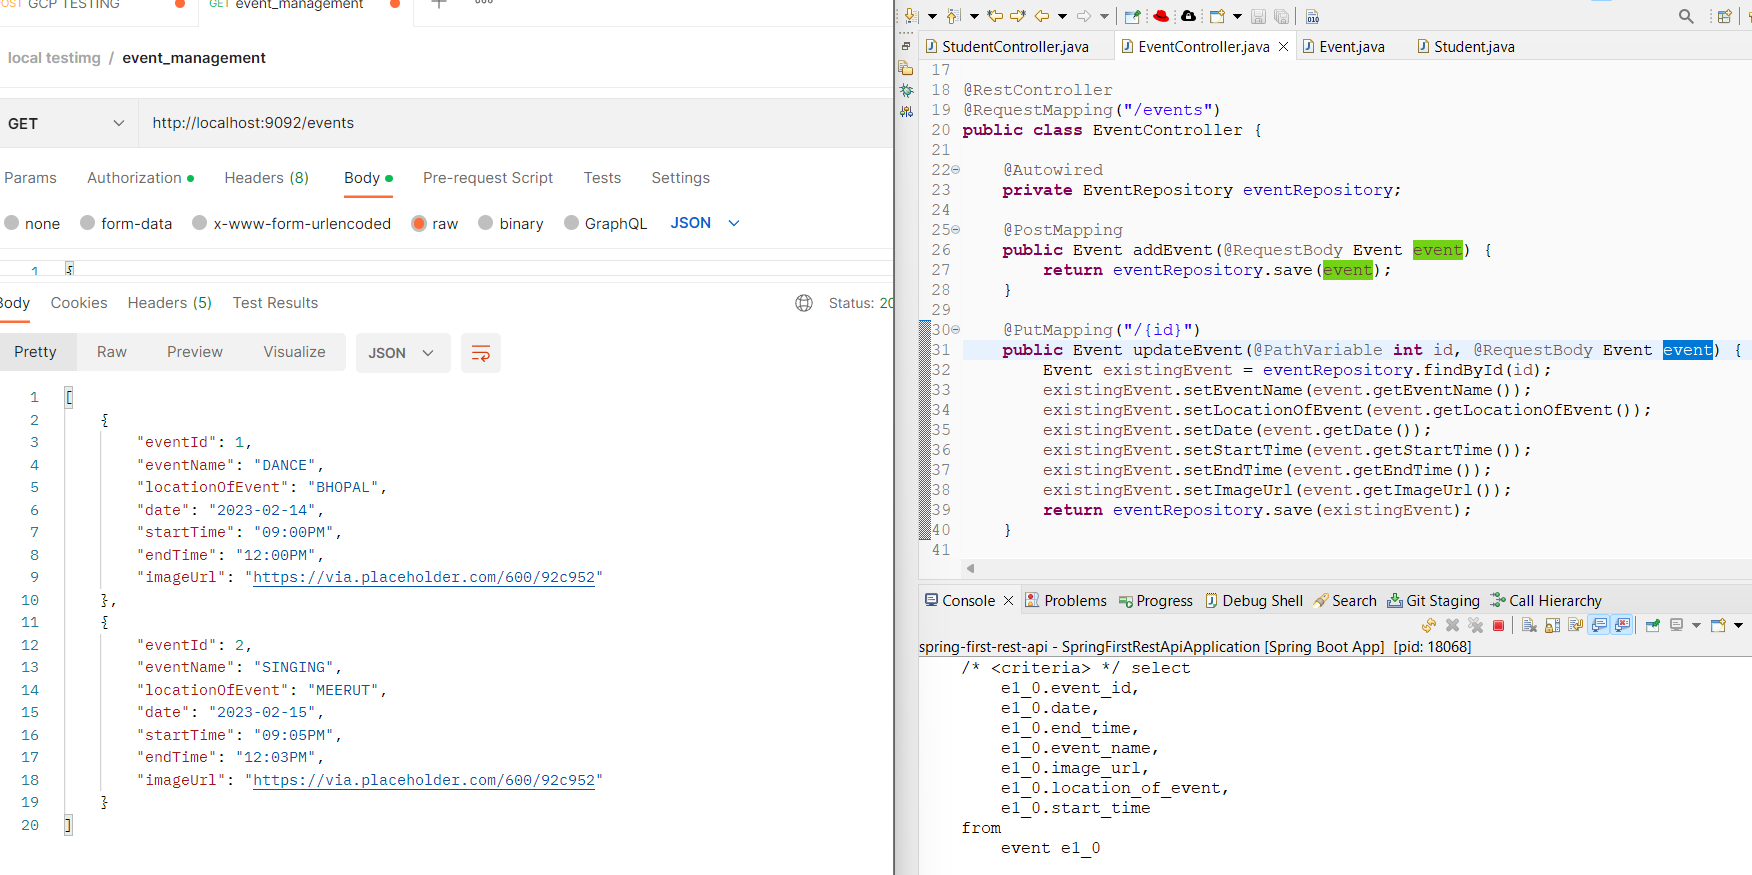 OST GCP TESTING
GET event_management
local testimg / event_management
GET
http://localhost:9092/events
Params Authorization Headers (8) Body Pre-request Script Tests Settings
none form-data x-www-form-urlencoded raw binary GraphQL JSON
1 {
Body Cookies Headers (5) Test Results Status: 20
Pretty Raw Preview Visualize JSON
1 [
2 {
3 "eventId": 1,
4 "eventName": "DANCE",
5 "locationOfEvent": "BHOPAL",
6 "date": "2023-02-14",
7 "startTime": "09:00PM",
8 "endTime": "12:00PM",
9 "imageUrl": "https://via.placeholder.com/600/92c952"
10 },
11 {
12 "eventId": 2,
13 "eventName": "SINGING",
14 "locationOfEvent": "MEERUT",
15 "date": "2023-02-15",
16 "startTime": "09:05PM",
17 "endTime": "12:03PM",
18 "imageUrl": "https://via.placeholder.com/600/92c952"
19 }
20 ]
StudentController.java EventController.java Event.java Student.java
17
18 @RestController
19 @RequestMapping("/events")
20 public class EventController {
21
22 @Autowired
23 private EventRepository eventRepository;
24
25 @PostMapping
26 public Event addEvent(@RequestBody Event event) {
27 return eventRepository.save(event);
28 }
29
30 @PutMapping("/{id}")
31 public Event updateEvent(@PathVariable int id, @RequestBody Event event) {
32 Event existingEvent = eventRepository.findById(id);
33 existingEvent.setEventName(event.getEventName());
34 existingEvent.setLocationOfEvent(event.getLocationOfEvent());
35 existingEvent.setDate(event.getDate());
36 existingEvent.setStartTime(event.getStartTime());
37 existingEvent.setEndTime(event.getEndTime());
38 existingEvent.setImageUrl(event.getImageUrl());
39 return eventRepository.save(existingEvent);
40 }
41
Console Problems Progress Debug Shell Search Git Staging Call Hierarchy
spring-first-rest-api - SpringFirstRestApiApplication [Spring Boot App] [pid: 18068]
/* <criteria> */ select
e1_0.event_id,
e1_0.date,
e1_0.end_time,
e1_0.event_name,
e1_0.image_url,
e1_0.location_of_event,
e1_0.start_time
from
event e1_0